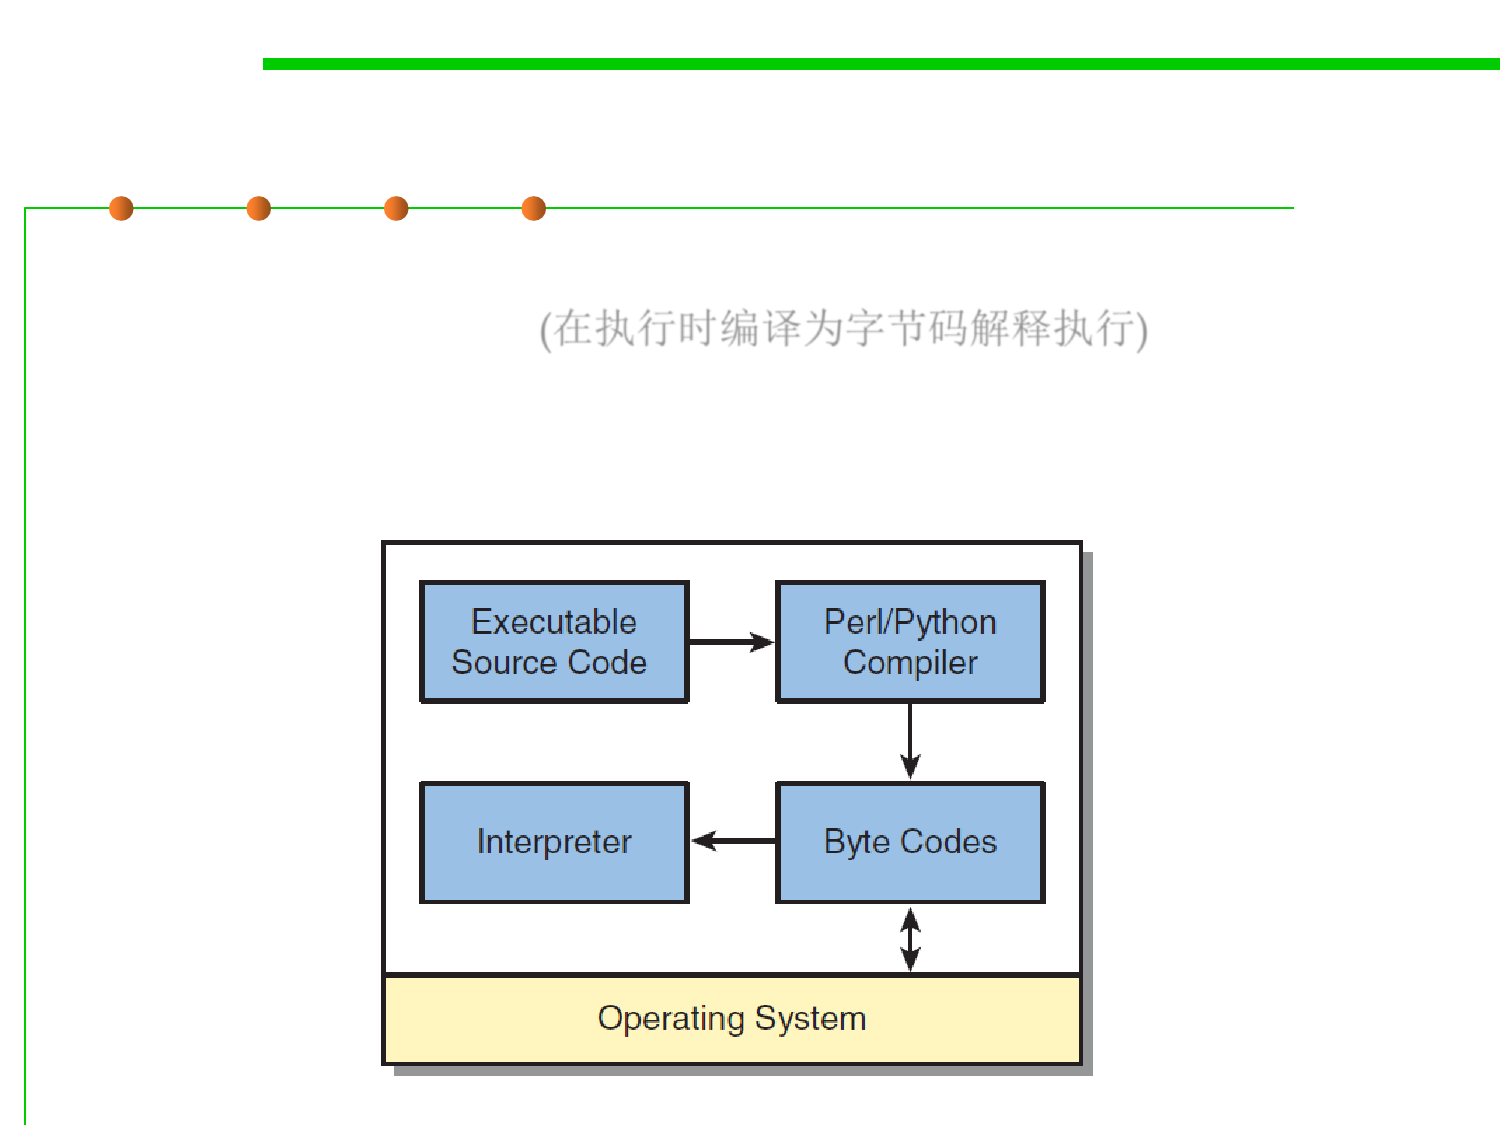 (在执行时编译为字节码解释执行)
Executable
Source Code
Perl/Python
Compiler
Interpreter
Byte Codes
Operating System